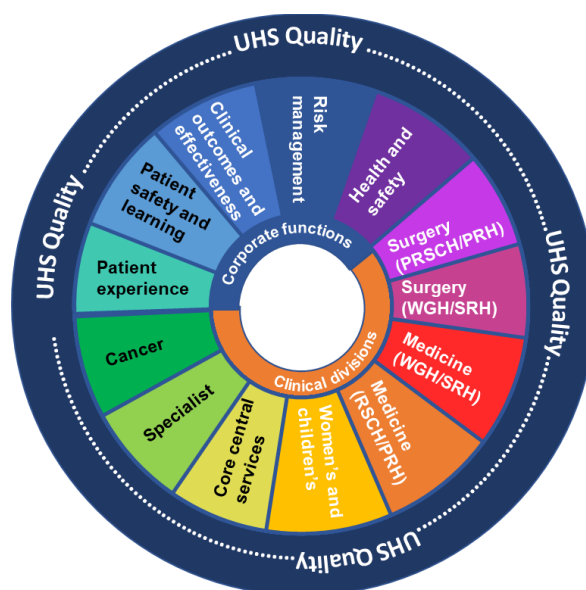 UHS Quality
UHS Quality
UHS Quality
UHS Quality
Risk
management
Health and
safety
Surgery
(PRSCH/PRH)
Surgery
(WGH/SRH)
Medicine
(WGH/SRH)
Medicine
(RSCH/PRH)
Women's and
children's
Core central
services
Specialist
Cancer
Patient
experience
Patient
safety and
learning
Clinical
outcomes and
effectiveness
Corporate functions
Clinical divisions